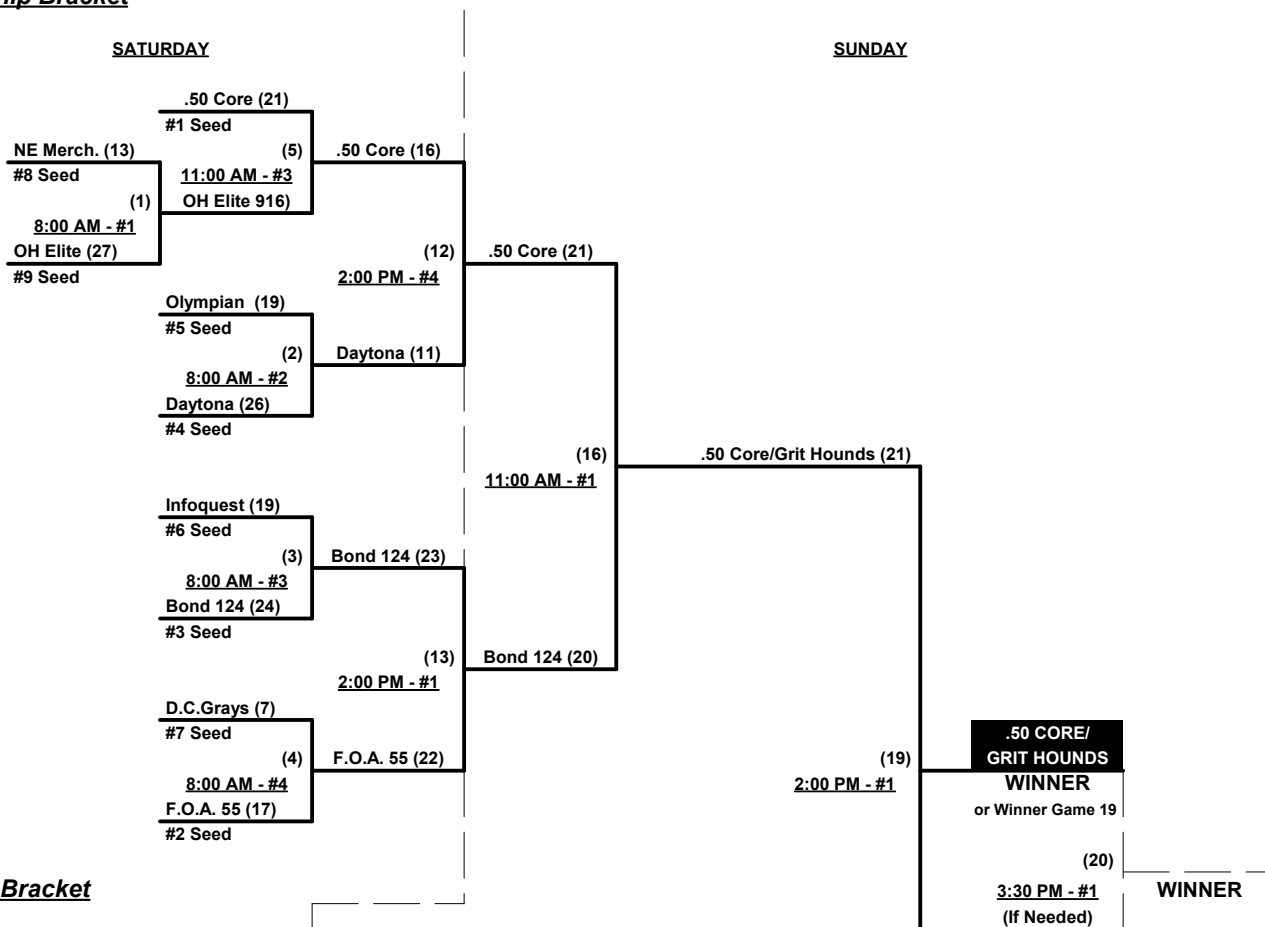 Bracket
SATURDAY
SUNDAY
.50 Core (21)
#1 Seed
NE Merch. (13)
#8 Seed
(1)
8:00 AM - #1
OH Elite (27)
#9 Seed
(5)
11:00 AM - #3
OH Elite 916)
.50 Core (16)
(12)
2:00 PM - #4
Olympian (19)
#5 Seed
(2)
8:00 AM - #2
Daytona (26)
#4 Seed
Daytona (11)
.50 Core (21)
(16)
11:00 AM - #1
Infoquest (19)
#6 Seed
(3)
8:00 AM - #3
Bond 124 (24)
#3 Seed
Bond 124 (23)
(13)
2:00 PM - #1
D.C.Grays (7)
#7 Seed
(4)
8:00 AM - #4
F.O.A. 55 (17)
#2 Seed
F.O.A. 55 (22)
Bond 124 (20)
.50 Core/Grit Hounds (21)
(19)
2:00 PM - #1
.50 CORE/
GRIT HOUNDS
WINNER
or Winner Game 19
(20)
3:30 PM - #1
(If Needed)
WINNER
Bracket